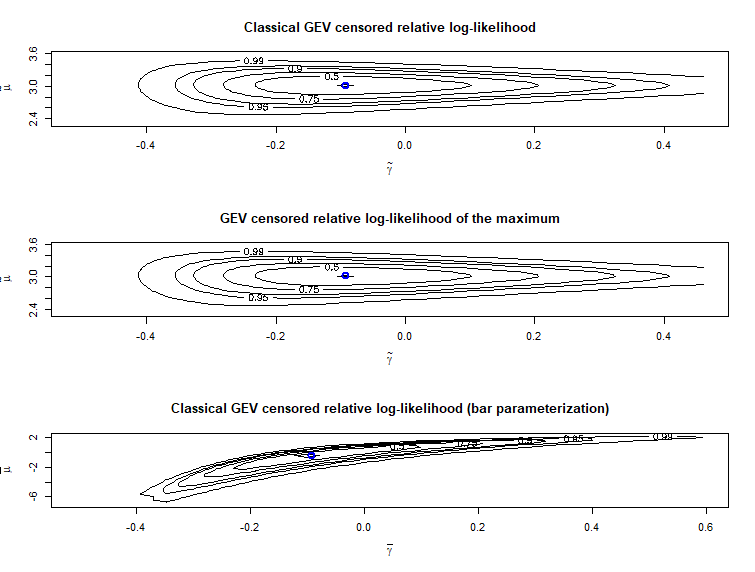 Classical GEV censored relative log-likelihood
3.6
3.0
2.4
μ
0.99
0.9
0.5
0.75
0.95
-0.4 -0.2 0.0 0.2 0.4
γ̃
GEV censored relative log-likelihood of the maximum
3.6
3.0
2.4
μ
0.99
0.9
0.5
0.75
0.95
-0.4 -0.2 0.0 0.2 0.4
γ̃
Classical GEV censored relative log-likelihood (bar parameterization)
2
-2
-6
μ
0.75
0.95
0.99
-0.4 -0.2 0.0 0.2 0.4 0.6
γ̄